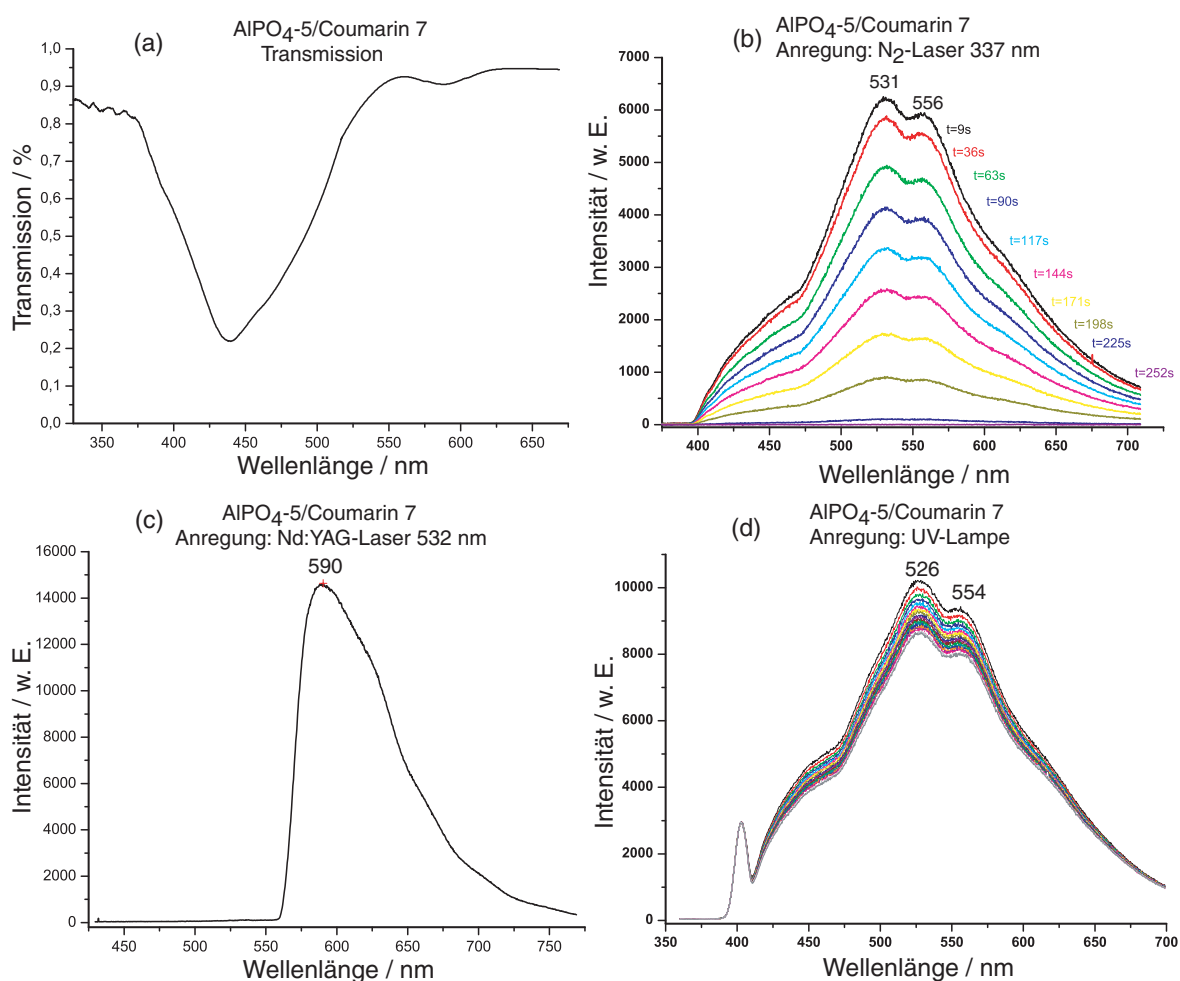 (a)
AlPO4-5/Coumarin 7
Transmission
1,0
0,9
0,8
0,7
0,6
0,5
0,4
0,3
0,2
0,1
0,0
Transmission / %
350 400 450 500 550 600 650
Wellenlänge / nm
(b)
AlPO4-5/Coumarin 7
Anregung: N2-Laser 337 nm
7000
6000
5000
4000
3000
2000
1000
0
Intensität / w. E.
531
556
t=9s
t=36s
t=63s
t=90s
t=117s
t=144s
t=171s
t=198s
t=225s
t=252s
400 450 500 550 600 650 700
Wellenlänge / nm
(c)
AlPO4-5/Coumarin 7
Anregung: Nd:YAG-Laser 532 nm
16000
14000
12000
10000
8000
6000
4000
2000
0
Intensität / w. E.
590
450 500 550 600 650 700 750
Wellenlänge / nm
(d)
AlPO4-5/Coumarin 7
Anregung: UV-Lampe
10000
8000
6000
4000
2000
0
Intensität / w. E.
526
554
350 400 450 500 550 600 650 700
Wellenlänge / nm